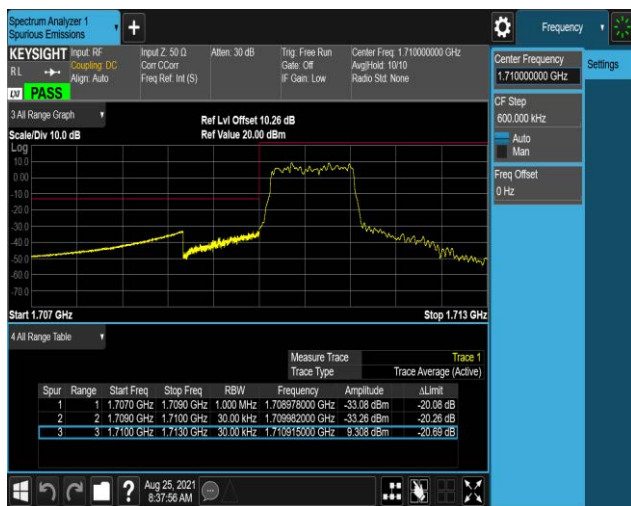 Spectrum Analyzer 1
Spurious Emissions
+
Frequency
KEYSIGHT
RL
Input: RF
Coupling: DC
Align: Auto
Input Z: 50 Ω
Corr CCorr
Freq Ref: Int (S)
Atten: 30 dB
Trig: Free Run
Gate: Off
IF Gain: Low
Center Freq: 1.710000000 GHz
Avg|Hold: 10/10
Radio Std: None
LXI
PASS
Center Frequency
1.710000000 GHz
Settings
CF Step
600.000 kHz
Auto
Man
Freq Offset
0 Hz
3 All Range Graph
Scale/Div 10.0 dB
Ref Lvl Offset 10.26 dB
Ref Value 20.00 dBm
Log
10.0
0.00
-10.0
-20.0
-30.0
-40.0
-50.0
-60.0
-70.0
Start 1.707 GHz
Stop 1.713 GHz
4 All Range Table
Measure Trace Trace 1
Trace Type Trace Average (Active)
Spur Range Start Freq Stop Freq RBW Frequency Amplitude ΔLimit
1 1 1.7070 GHz 1.7090 GHz 1.000 MHz 1.708978000 GHz -33.08 dBm -20.08 dB
2 2 1.7090 GHz 1.7100 GHz 30.00 kHz 1.709982000 GHz -33.26 dBm -20.26 dB
3 3 1.7100 GHz 1.7130 GHz 30.00 kHz 1.710915000 GHz 9.308 dBm -20.69 dB
?
Aug 25, 2021
8:37:56 AM